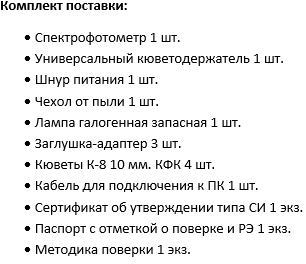 Комплект поставки:
• Спектрофотометр 1 шт.
• Универсальный кюветодержатель 1 шт.
• Шнур питания 1 шт.
• Чехол от пыли 1 шт.
• Лампа галогенная запасная 1 шт.
• Заглушка-адаптер 3 шт.
• Кюветы К-8 10 мм. КФК 4 шт.
• Кабель для подключения к ПК 1 шт.
• Сертификат об утверждении типа СИ 1 экз.
• Паспорт с отметкой о поверке и РЭ 1 экз.
• Методика поверки 1 экз.